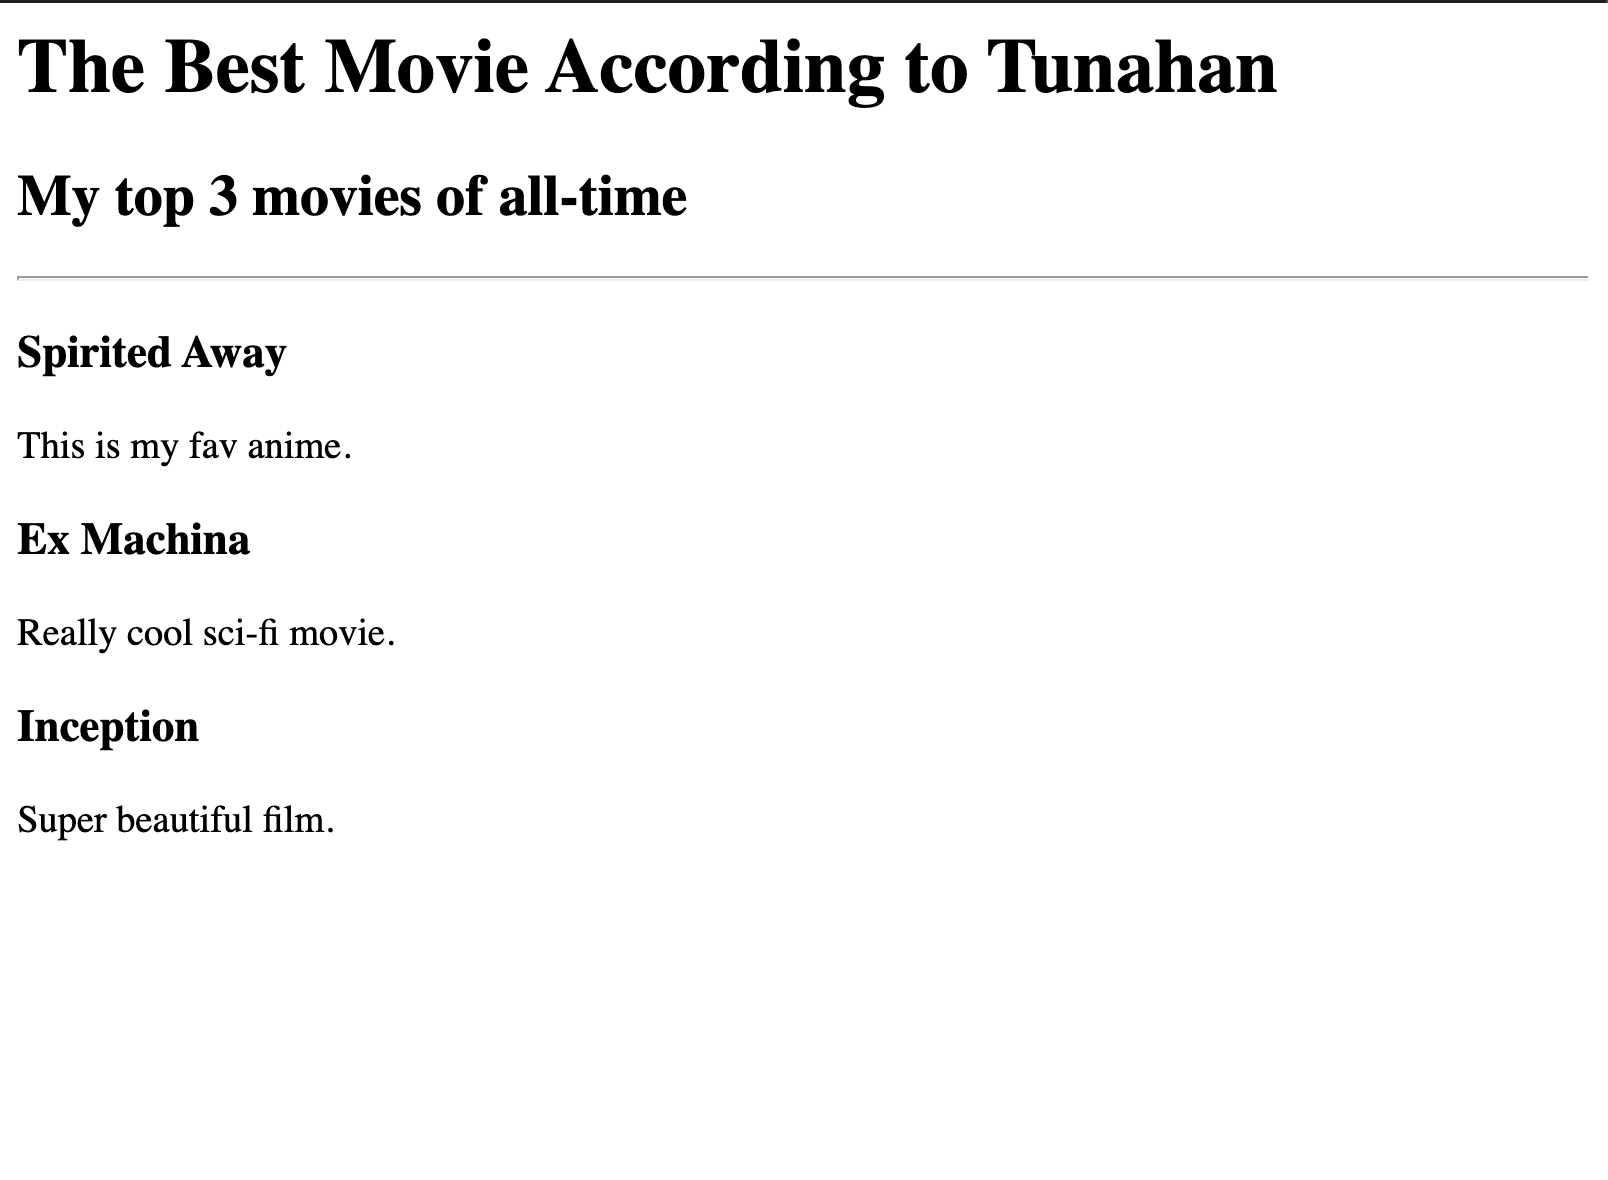 The Best Movie According to Tunahan
My top 3 movies of all-time
Spirited Away
This is my fav anime.
Ex Machina
Really cool sci-fi movie.
Inception
Super beautiful film.